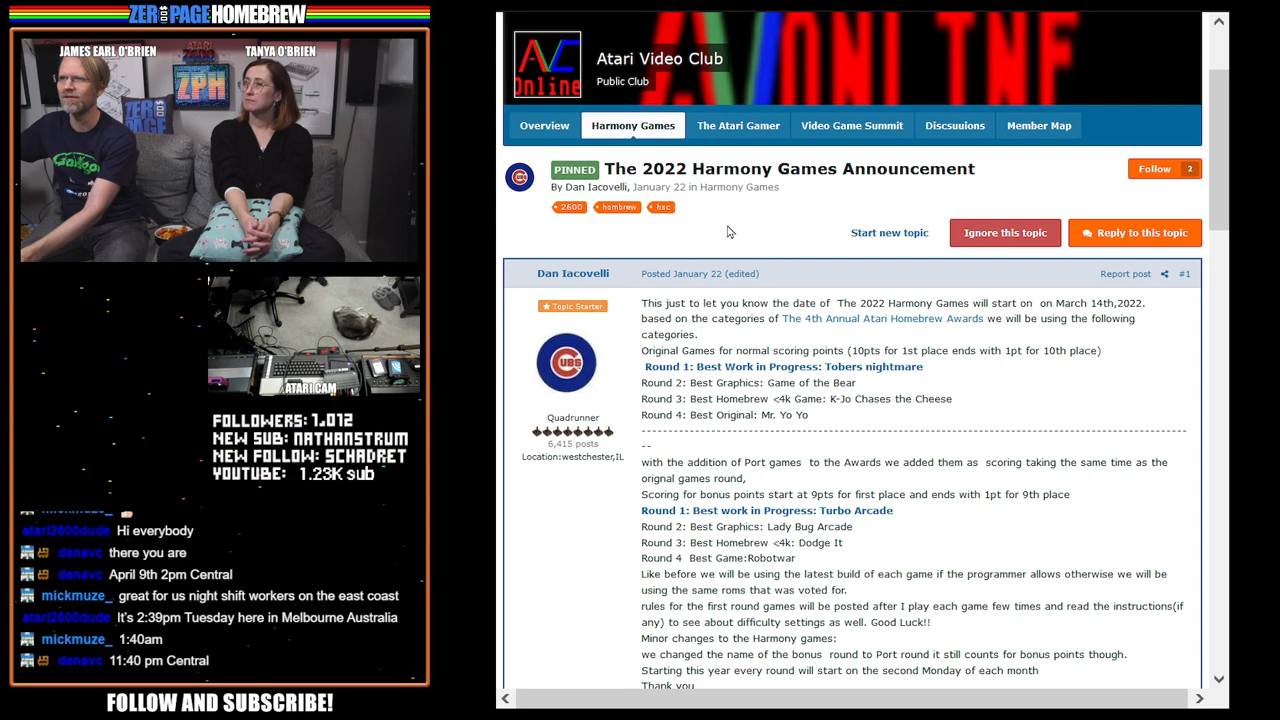 ZER PAGE HOMEBREW
JAMES EARL O'BRIEN
TANYA O'BRIEN
ZPH
ATARI CAM
FOLLOWERS: 1,012
NEW SUB: NATHANSTRUM
NEW FOLLOW: SCHADRET
YOUTUBE: 1.23K sub
atari2600dude Hi everybody
danavc there you are
danavc April 9th 2pm Central
mickmuze_ great for us night shift workers on the east coast
atari2600dude It's 2:39pm Tuesday here in Melbourne Australia
mickmuze_ 1:40am
danavc 11:40 pm Central
FOLLOW AND SUBSCRIBE!
AVC
Online
Atari Video Club
Public Club
Overview
Harmony Games
The Atari Gamer
Video Game Summit
Discsuuions
Member Map
PINNED The 2022 Harmony Games Announcement
By Dan Iacovelli, January 22 in Harmony Games
2600 hombrew hsc
Follow 2
Start new topic
Ignore this topic
Reply to this topic
Dan Iacovelli
Posted January 22 (edited)
Report post
#1
Topic Starter
CUBS
Quadrunner
6,415 posts
Location:westchester,IL
This just to let you know the date of The 2022 Harmony Games will start on on March 14th,2022.
based on the categories of The 4th Annual Atari Homebrew Awards we will be using the following
categories.
Original Games for normal scoring points (10pts for 1st place ends with 1pt for 10th place)
Round 1: Best Work in Progress: Tobers nightmare
Round 2: Best Graphics: Game of the Bear
Round 3: Best Homebrew <4k Game: K-Jo Chases the Cheese
Round 4: Best Original: Mr. Yo Yo
--------------------------------------------------------------------------------------------
--
with the addition of Port games to the Awards we added them as scoring taking the same time as the
orignal games round,
Scoring for bonus points start at 9pts for first place and ends with 1pt for 9th place
Round 1: Best work in Progress: Turbo Arcade
Round 2: Best Graphics: Lady Bug Arcade
Round 3: Best Homebrew <4k: Dodge It
Round 4 Best Game:Robotwar
Like before we will be using the latest build of each game if the programmer allows otherwise we will be
using the same roms that was voted for.
rules for the first round games will be posted after I play each game few times and read the instructions(if
any) to see about difficulty settings as well. Good Luck!!
Minor changes to the Harmony games:
we changed the name of the bonus round to Port round it still counts for bonus points though.
Starting this year every round will start on the second Monday of each month
Thank you